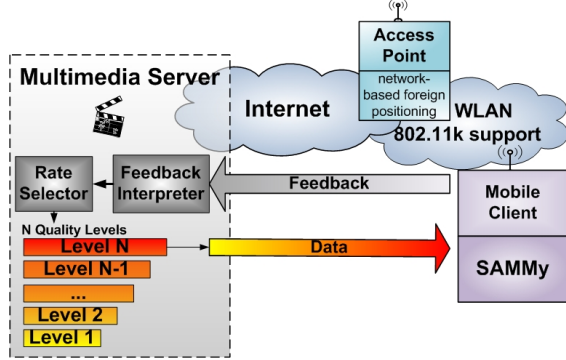 Access
Point
network-
based foreign
positioning
Multimedia Server
Internet
WLAN
802.11k support
Rate
Selector
Feedback
Interpreter
Feedback
Mobile
Client
N Quality Levels
Level N
Data
Level N-1
SAMMy
...
Level 2
Level 1